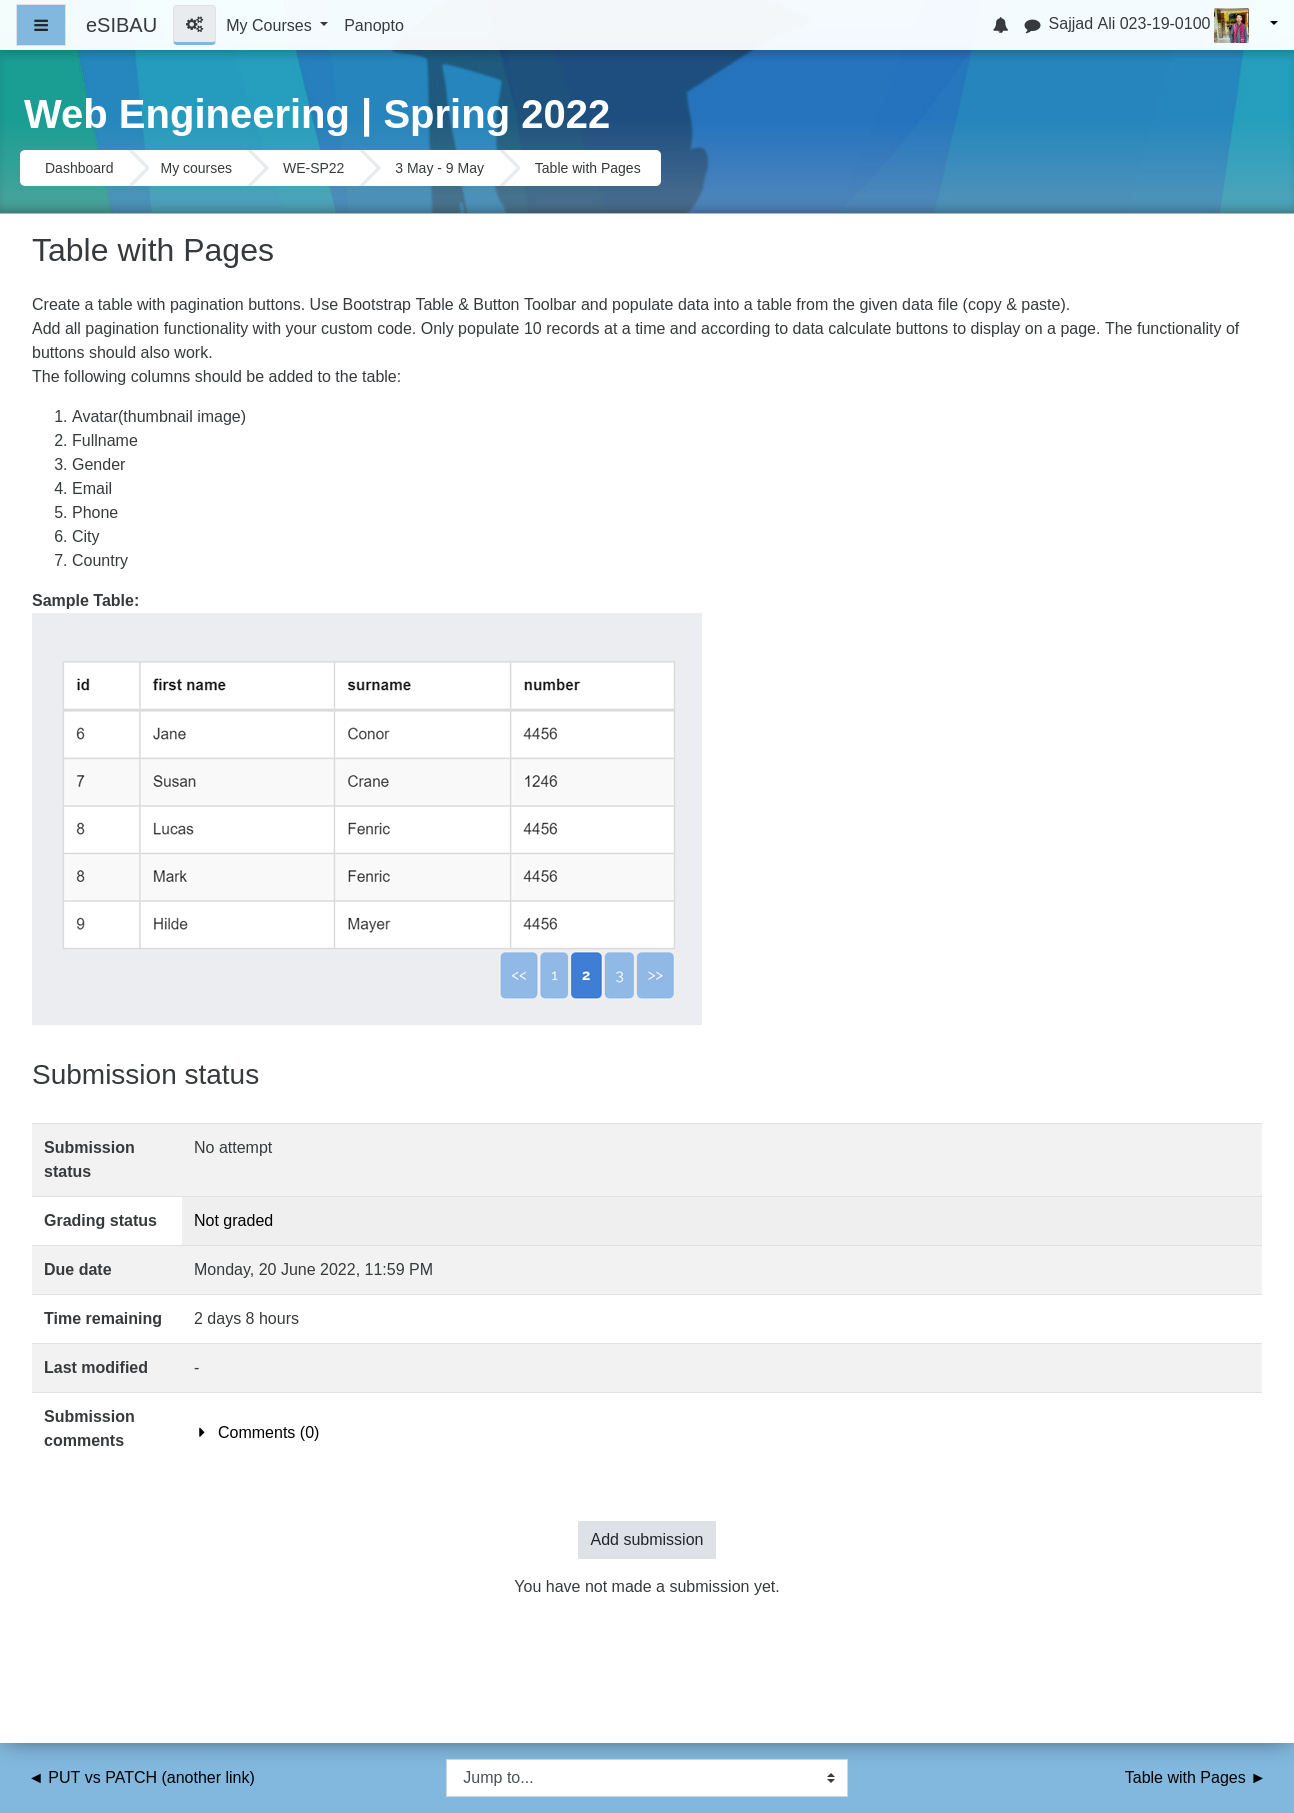 eSIBAU
My Courses
Panopto
Sajjad Ali 023-19-0100
Web Engineering | Spring 2022
Dashboard
My courses
WE-SP22
3 May - 9 May
Table with Pages
Table with Pages
Create a table with pagination buttons. Use Bootstrap Table & Button Toolbar and populate data into a table from the given data file (copy & paste).
Add all pagination functionality with your custom code. Only populate 10 records at a time and according to data calculate buttons to display on a page. The functionality of
buttons should also work.
The following columns should be added to the table:
1. Avatar(thumbnail image)
2. Fullname
3. Gender
4. Email
5. Phone
6. City
7. Country
Sample Table:
id first name surname number
6 Jane Conor 4456
7 Susan Crane 1246
8 Lucas Fenric 4456
8 Mark Fenric 4456
9 Hilde Mayer 4456
<< 1 2 3 >>
Submission status
Submission status No attempt
Grading status Not graded
Due date Monday, 20 June 2022, 11:59 PM
Time remaining 2 days 8 hours
Last modified -
Submission comments Comments (0)
Add submission
You have not made a submission yet.
◄ PUT vs PATCH (another link)
Jump to...
Table with Pages ►